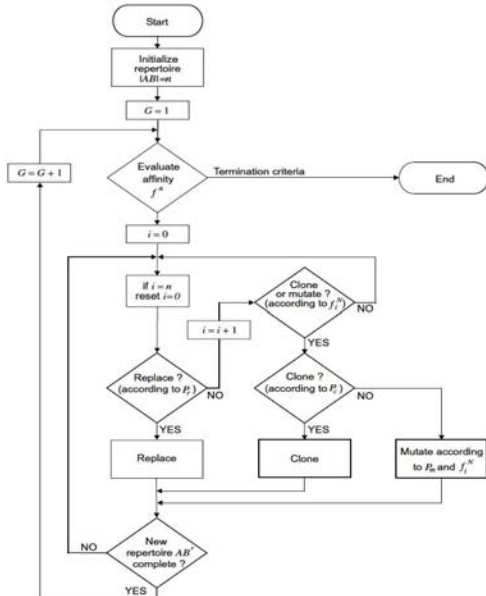 Start
Initialize
repertoire
|AB|=n
G = 1
G = G + 1
Evaluate
affinity
f a
Termination criteria
End
i = 0
if i = n
reset i=0
Clone
or mutate ?
(according to f_i^N)
NO
i = i + 1
YES
Replace ?
(according to P_r)
NO
Clone ?
(according to P_c)
NO
YES
YES
Replace
Clone
Mutate according
to P_m and f_i^N
NO
New
repertoire AB'
complete ?
YES